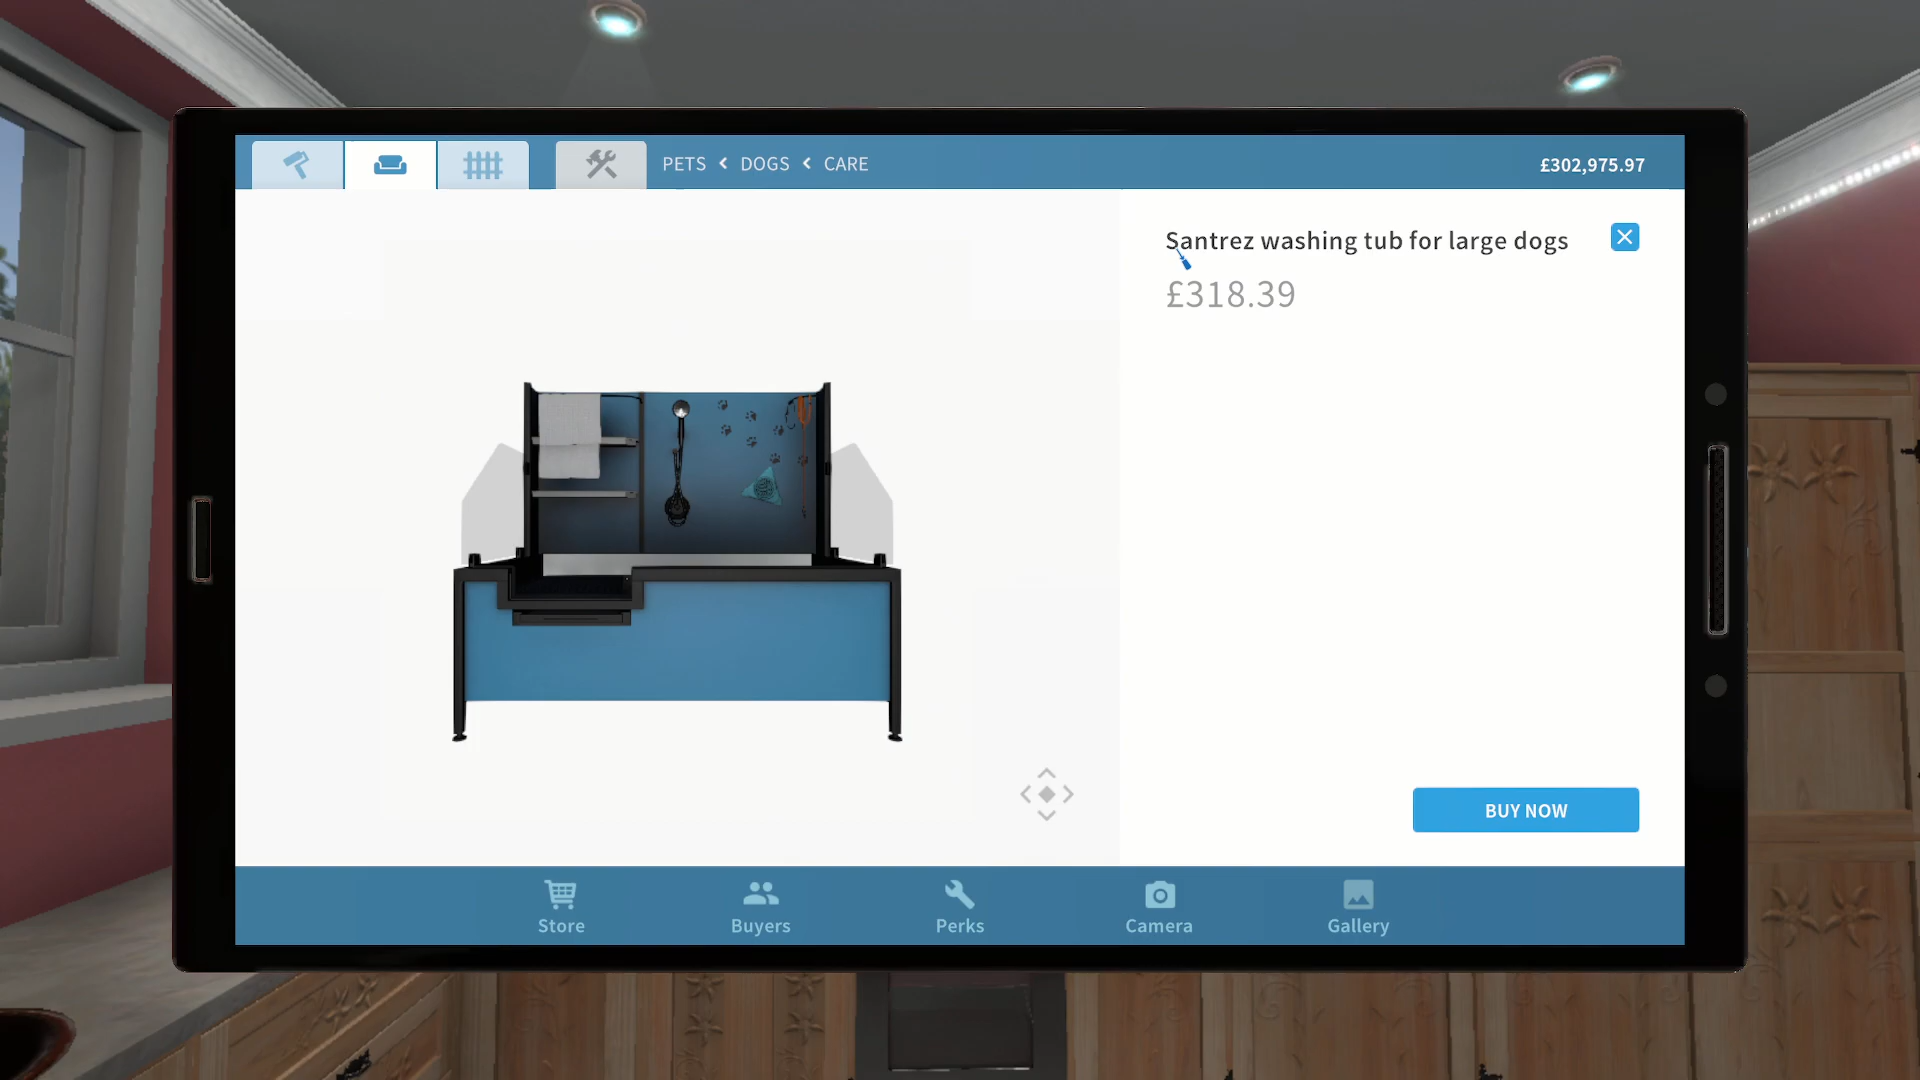 PETS < DOGS < CARE
£302,975.97
Santrez washing tub for large dogs
£318.39
BUY NOW
Store
Buyers
Perks
Camera
Gallery